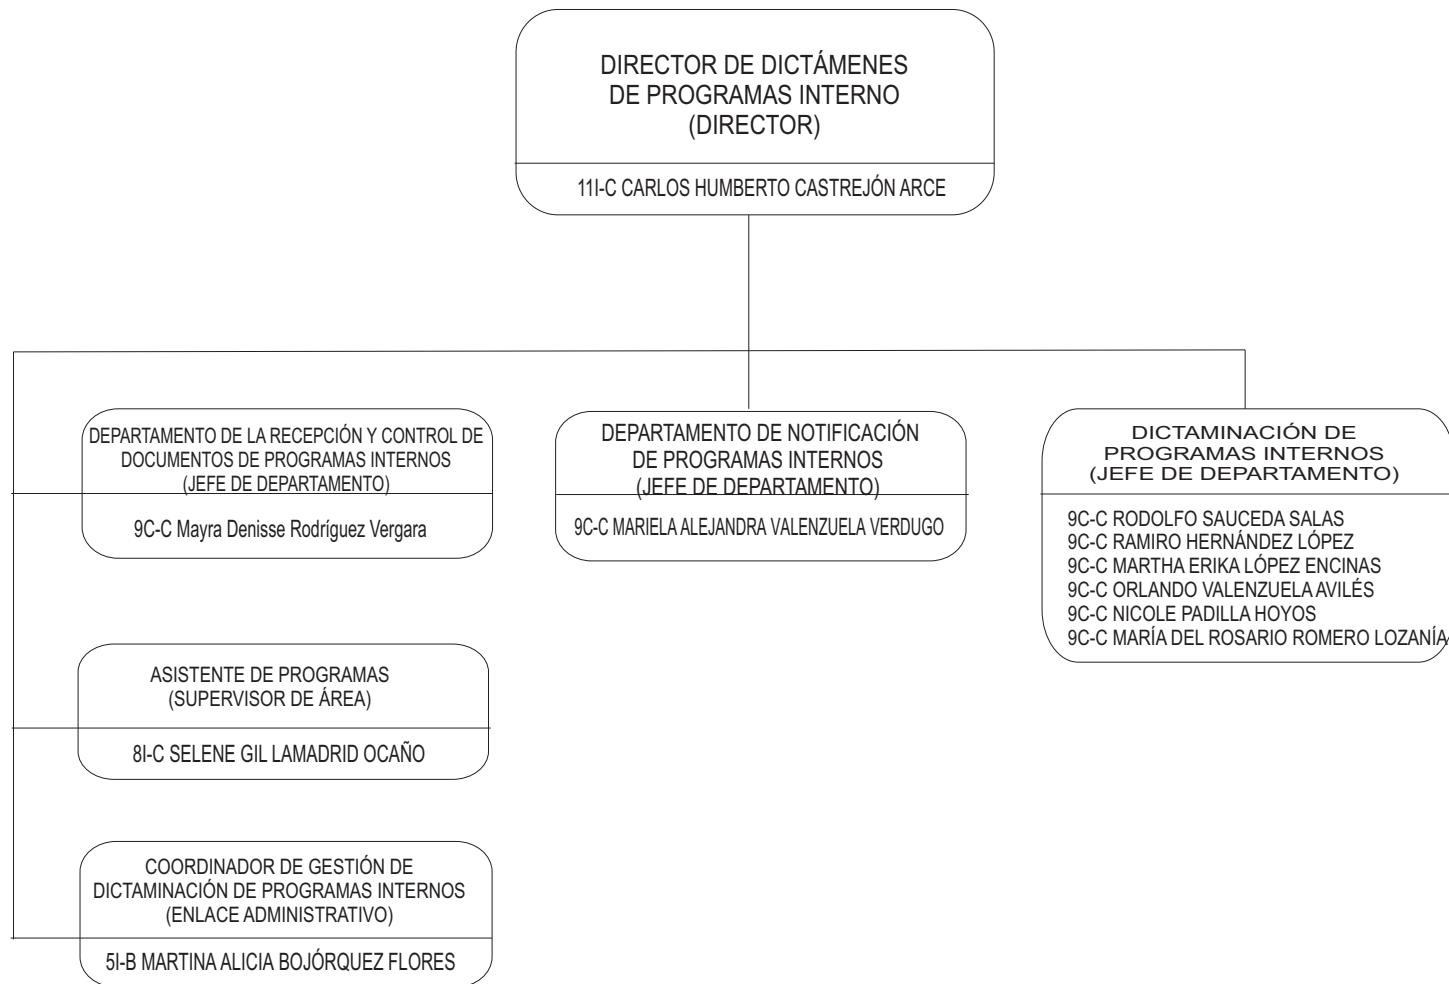 DIRECTOR DE DICTÁMENES
DE PROGRAMAS INTERNO
(DIRECTOR)
11I-C CARLOS HUMBERTO CASTREJÓN ARCE
DEPARTAMENTO DE LA RECEPCIÓN Y CONTROL DE
DOCUMENTOS DE PROGRAMAS INTERNOS
(JEFE DE DEPARTAMENTO)
9C-C Mayra Denisse Rodríguez Vergara
DEPARTAMENTO DE NOTIFICACIÓN
DE PROGRAMAS INTERNOS
(JEFE DE DEPARTAMENTO)
9C-C MARIELA ALEJANDRA VALENZUELA VERDUGO
DICTAMINACIÓN DE
PROGRAMAS INTERNOS
(JEFE DE DEPARTAMENTO)
9C-C RODOLFO SAUCEDA SALAS
9C-C RAMIRO HERNÁNDEZ LÓPEZ
9C-C MARTHA ERIKA LÓPEZ ENCINAS
9C-C ORLANDO VALENZUELA AVILÉS
9C-C NICOLE PADILLA HOYOS
9C-C MARÍA DEL ROSARIO ROMERO LOZANÍA
ASISTENTE DE PROGRAMAS
(SUPERVISOR DE ÁREA)
8I-C SELENE GIL LAMADRID OCAÑO
COORDINADOR DE GESTIÓN DE
DICTAMINACIÓN DE PROGRAMAS INTERNOS
(ENLACE ADMINISTRATIVO)
5I-B MARTINA ALICIA BOJÓRQUEZ FLORES